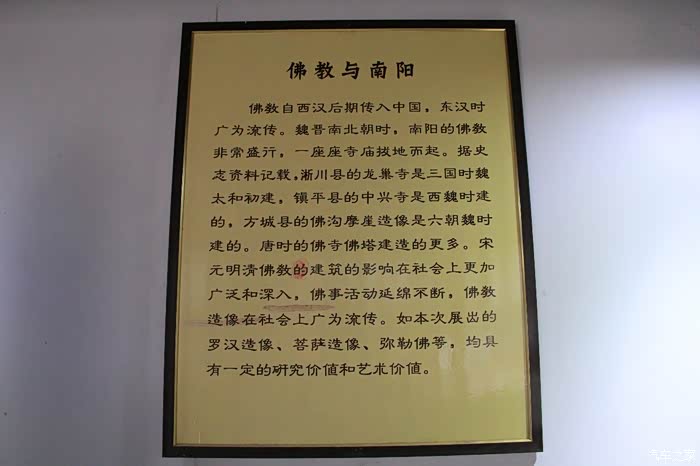 佛教与南阳
佛教自西汉后期传入中国，东汉时
广为流传。魏晋南北朝时，南阳的佛教
非常盛行，一座座寺庙拔地而起。据史
志资料记载，淅川县的龙巢寺是三国时魏
太和初建，镇平县的中兴寺是西魏时建
的，方城县的佛沟摩崖造像是六朝魏时
建的。唐时的佛寺佛塔建造的更多。宋
元明清佛教的建筑的影响在社会上更加
广泛和深入，佛事活动延绵不断，佛教
造像在社会上广为流传。如本次展出的
罗汉造像、菩萨造像、弥勒佛等，均具
有一定的研究价值和艺术价值。
汽车之家